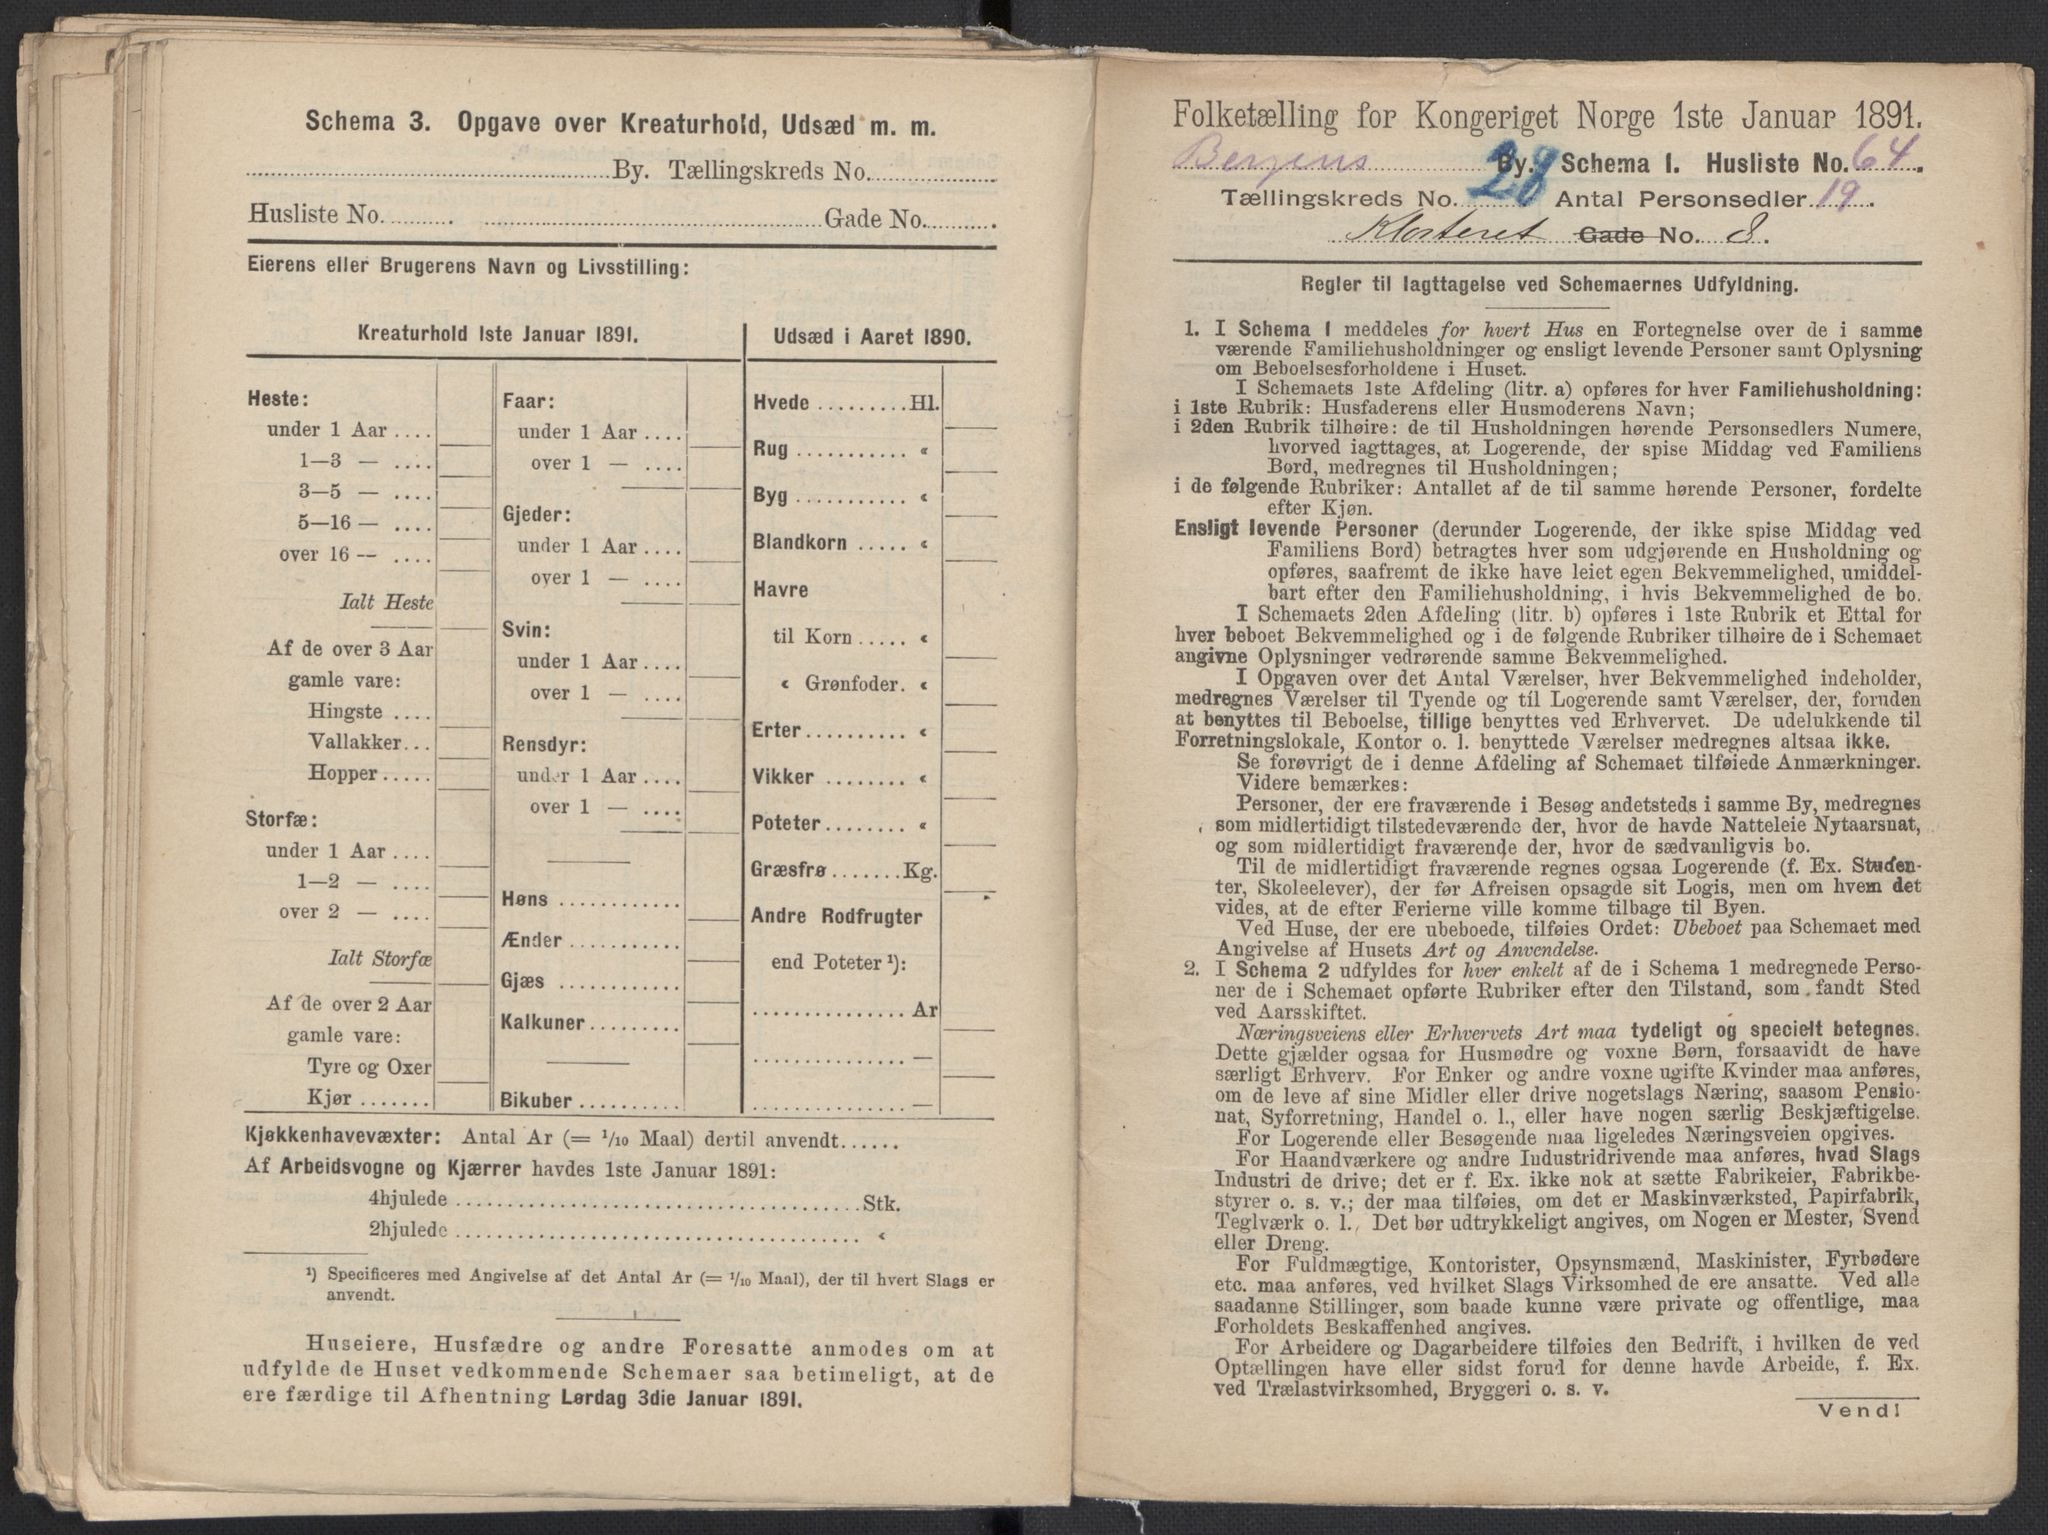 Schema 3. Opgave over Kreaturhold, Udsæd m. m.
By. Tællingskreds No.
Husliste No. Gade No.
Eierens eller Brugerens Navn og Livsstilling:
Kreaturhold 1ste Januar 1891.
Heste:
under 1 Aar ....
1—3 — ....
3—5 — ....
5—16 — ....
over 16 — ....
Ialt Heste
Af de over 3 Aar
gamle vare:
Hingste ....
Vallakker...
Hopper.....
Storfæ:
under 1 Aar ....
1—2 — ....
over 2 — ....
Ialt Storfæ
Af de over 2 Aar
gamle vare:
Tyre og Oxer
Kjør .......
Faar:
under 1 Aar ....
over 1 — ....
Gjeder:
under 1 Aar ....
over 1 — ....
Svin:
under 1 Aar ....
over 1 — ....
Rensdyr:
under 1 Aar ....
over 1 — ....
Høns ............
Ænder ...........
Gjæs ............
Kalkuner.........
Bikuber ..........
Udsæd i Aaret 1890.
Hvede .........Hl.
Rug ........... «
Byg ........... «
Blandkorn ..... «
Havre
til Korn ..... «
« Grønfoder. «
Erter.......... «
Vikker ........ «
Poteter........ «
Græsfrø .......Kg.
Andre Rodfrugter
end Poteter ¹):
............... Ar
............... —
............... —
Kjøkkenhavevæxter: Antal Ar (= 1/10 Maal) dertil anvendt......
Af Arbeidsvogne og Kjærrer havdes 1ste Januar 1891:
4hjulede ........................................Stk.
2hjulede ........................................ «
¹) Specificeres med Angivelse af det Antal Ar (= 1/10 Maal), der til hvert Slags er
anvendt.
Huseiere, Husfædre og andre Foresatte anmodes om at
udfylde de Huset vedkommende Schemaer saa betimeligt, at de
ere færdige til Afhentning Lørdag 3die Januar 1891.
Folketælling for Kongeriget Norge 1ste Januar 1891.
Bergens By. Schema 1. Husliste No. 64.
Tællingskreds No. 28 Antal Personsedler 19.
Klosteret Gade No. 8.
Regler til Iagttagelse ved Schemaernes Udfyldning.
1. I Schema 1 meddeles for hvert Hus en Fortegnelse over de i samme
værende Familiehusholdninger og ensligt levende Personer samt Oplysning
om Beboelsesforholdene i Huset.
I Schemaets 1ste Afdeling (litr. a) opføres for hver Familiehusholdning:
i 1ste Rubrik: Husfaderens eller Husmoderens Navn;
i 2den Rubrik tilhøire: de til Husholdningen hørende Personsedlers Numere,
hvorved iagttages, at Logerende, der spise Middag ved Familiens
Bord, medregnes til Husholdningen;
i de følgende Rubriker: Antallet af de til samme hørende Personer, fordelte
efter Kjøn.
Ensligt levende Personer (derunder Logerende, der ikke spise Middag ved
Familiens Bord) betragtes hver som udgjørende en Husholdning og
opføres, saafremt de ikke have leiet egen Bekvemmelighed, umiddel-
bart efter den Familiehusholdning, i hvis Bekvemmelighed de bo.
I Schemaets 2den Afdeling (litr. b) opføres i 1ste Rubrik et Ettal for
hver beboet Bekvemmelighed og i de følgende Rubriker tilhøire de i Schemaet
angivne Oplysninger vedrørende samme Bekvemmelighed.
I Opgaven over det Antal Værelser, hver Bekvemmelighed indeholder,
medregnes Værelser til Tyende og til Logerende samt Værelser, der, foruden
at benyttes til Beboelse, tillige benyttes ved Erhvervet. De udelukkende til
Forretningslokale, Kontor o. l. benyttede Værelser medregnes altsaa ikke.
Se forøvrigt de i denne Afdeling af Schemaet tilføiede Anmærkninger.
Videre bemærkes:
Personer, der ere fraværende i Besøg andetsteds i samme By, medregnes
som midlertidigt tilstedeværende der, hvor de havde Natteleie Nytaarsnat,
og som midlertidigt fraværende der, hvor de sædvanligvis bo.
Til de midlertidigt fraværende regnes ogsaa Logerende (f. Ex. Studen-
ter, Skoleelever), der før Afreisen opsagde sit Logis, men om hvem det
vides, at de efter Ferierne ville komme tilbage til Byen.
Ved Huse, der ere ubeboede, tilføies Ordet: Ubeboet paa Schemaet med
Angivelse af Husets Art og Anvendelse.
2. I Schema 2 udfyldes for hver enkelt af de i Schema 1 medregnede Perso-
ner de i Schemaet opførte Rubriker efter den Tilstand, som fandt Sted
ved Aarsskiftet.
Næringsveiens eller Erhvervets Art maa tydeligt og specielt betegnes.
Dette gjælder ogsaa for Husmødre og voxne Børn, forsaavidt de have
særligt Erhverv. For Enker og andre voxne ugifte Kvinder maa anføres,
om de leve af sine Midler eller drive nogetslags Næring, saasom Pensio-
nat, Syforretning, Handel o. l., eller have nogen særlig Beskjæftigelse.
For Logerende eller Besøgende maa ligeledes Næringsveien opgives.
For Haandværkere og andre Industridrivende maa anføres, hvad Slags
Industri de drive; det er f. Ex. ikke nok at sætte Fabrikeier, Fabrikbe-
styrer o. s. v.; der maa tilføies, om det er Maskinværksted, Papirfabrik,
Teglværk o. l. Det bør udtrykkeligt angives, om Nogen er Mester, Svend
eller Dreng.
For Fuldmægtige, Kontorister, Opsynsmænd, Maskinister, Fyrbødere
etc. maa anføres, ved hvilket Slags Virksomhed de ere ansatte. Ved alle
saadanne Stillinger, som baade kunne være private og offentlige, maa
Forholdets Beskaffenhed angives.
For Arbeidere og Dagarbeidere tilføies den Bedrift, i hvilken de ved
Optællingen have eller sidst forud for denne havde Arbeide, f. Ex.
ved Trælastvirksomhed, Bryggeri o. s. v.
Vend!